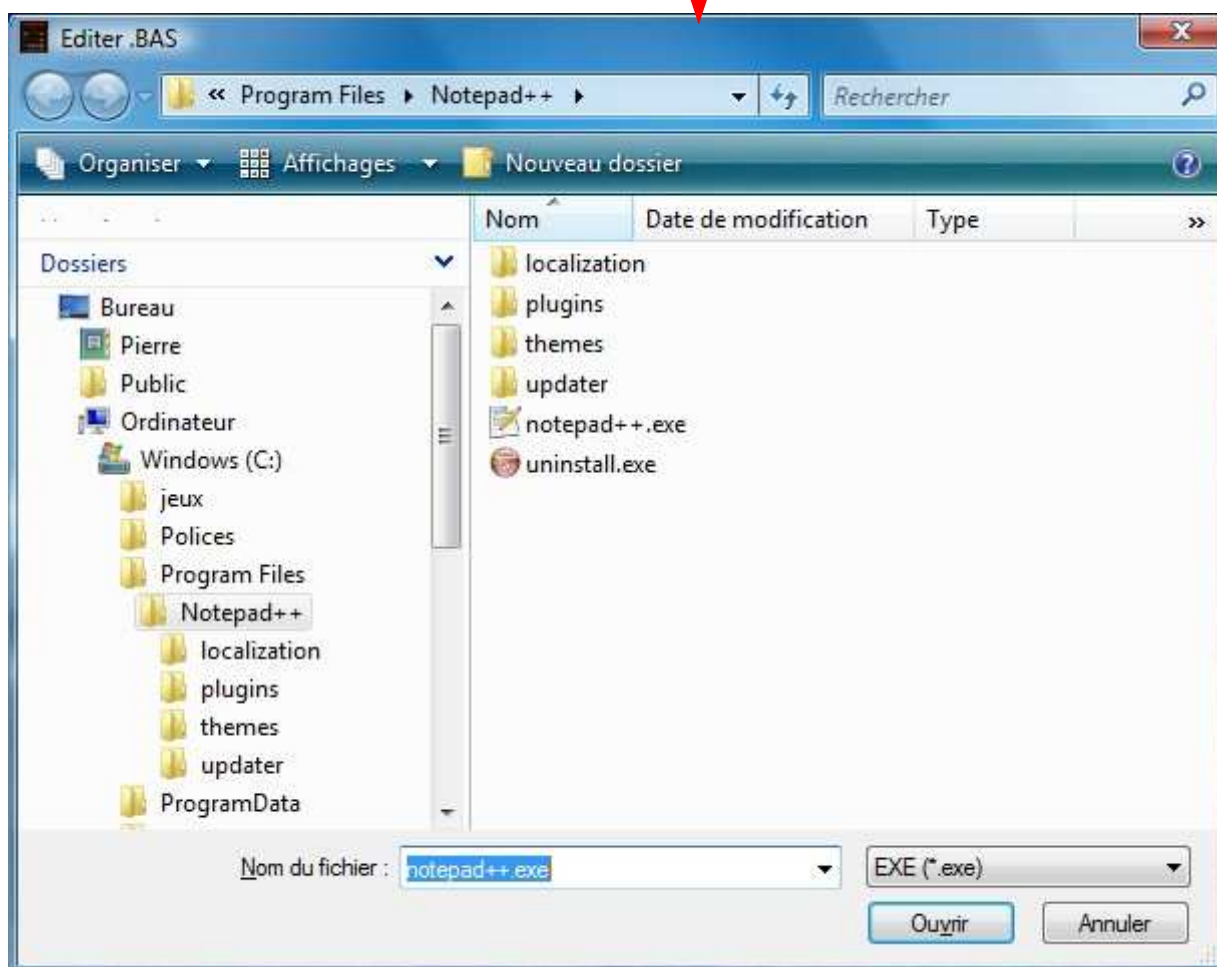 Editer .BAS
« Program Files Notepad++ Rechercher
Organiser Affichages Nouveau dossier
Nom Date de modification Type »
Dossiers
Bureau
Pierre
Public
Ordinateur
Windows (C:)
jeux
Polices
Program Files
Notepad++
localization
plugins
themes
updater
ProgramData
localization
plugins
themes
updater
notepad++.exe
uninstall.exe
Nom du fichier : notepad++.exe EXE (*.exe)
Ouvrir Annuler